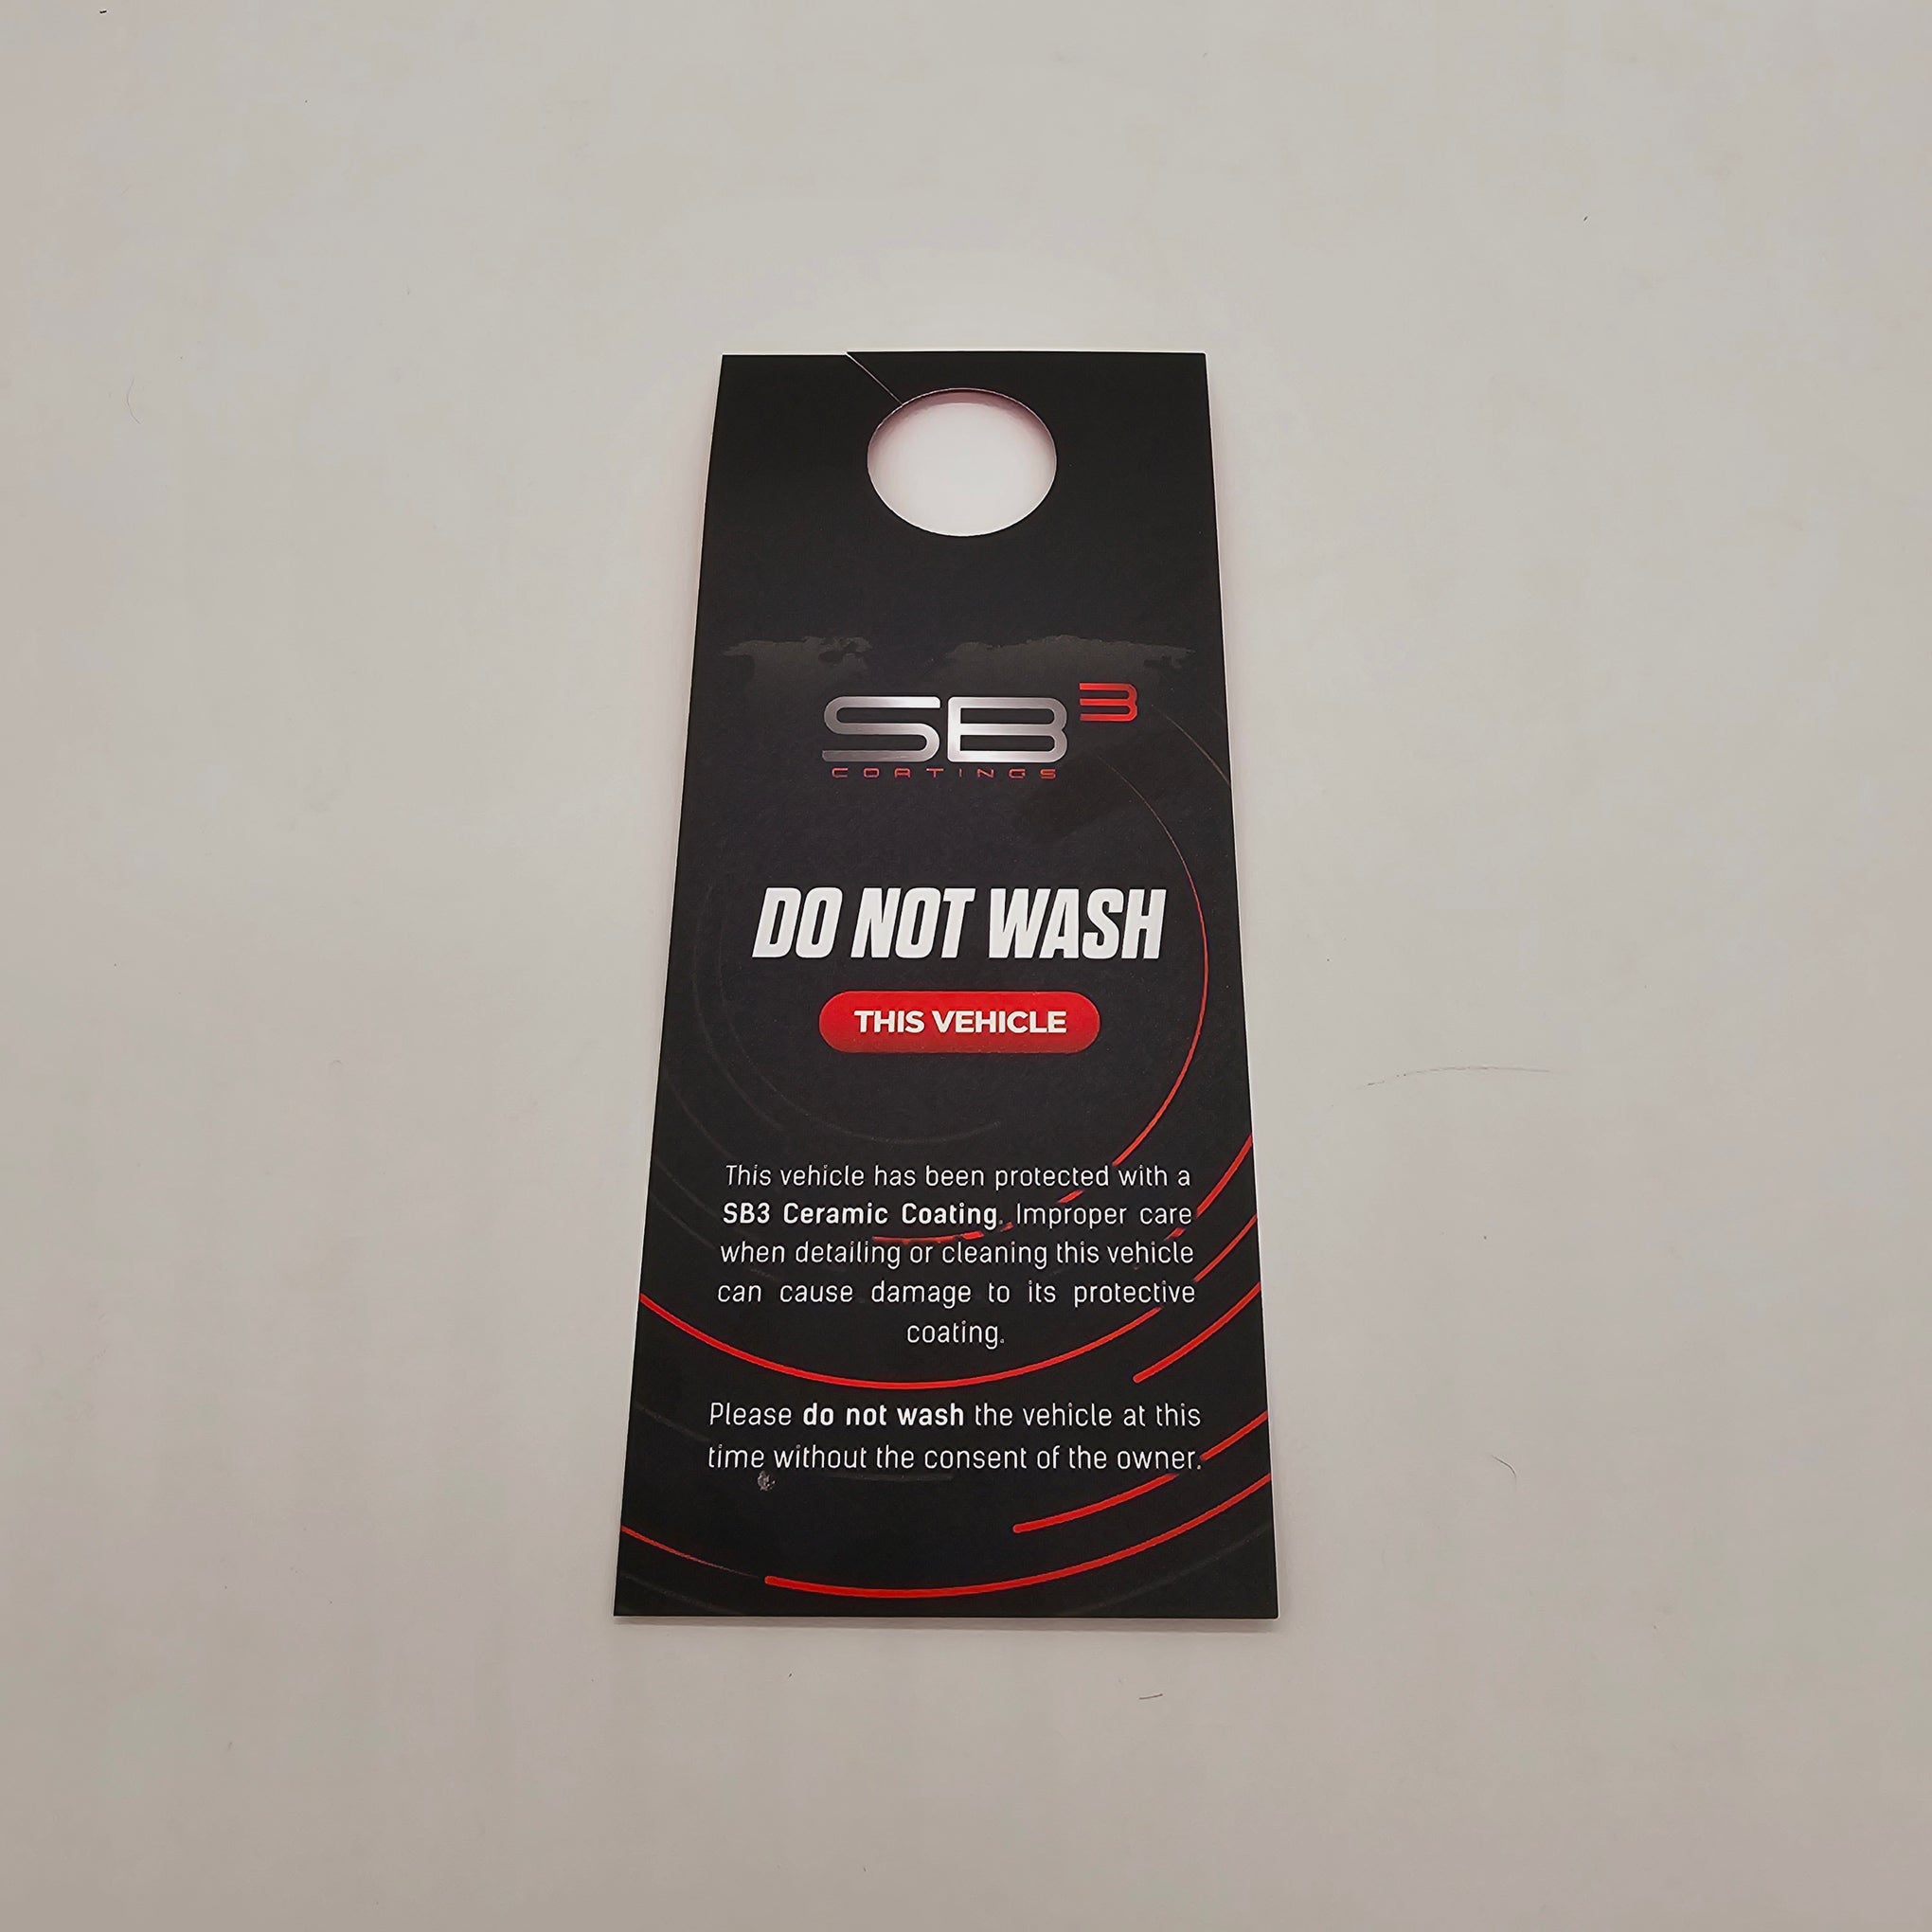 SB³
COATINGS
DO NOT WASH
THIS VEHICLE
This vehicle has been protected with a
SB3 Ceramic Coating. Improper care
when detailing or cleaning this vehicle
can cause damage to its protective
coating.
Please do not wash the vehicle at this
time without the consent of the owner.